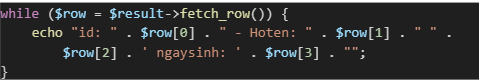 while ($row = $result->fetch_row()) {
echo "id: " . $row[0] . " - Hoten: " . $row[1] . " " .
$row[2] . ' ngaysinh: ' . $row[3] . "";
}